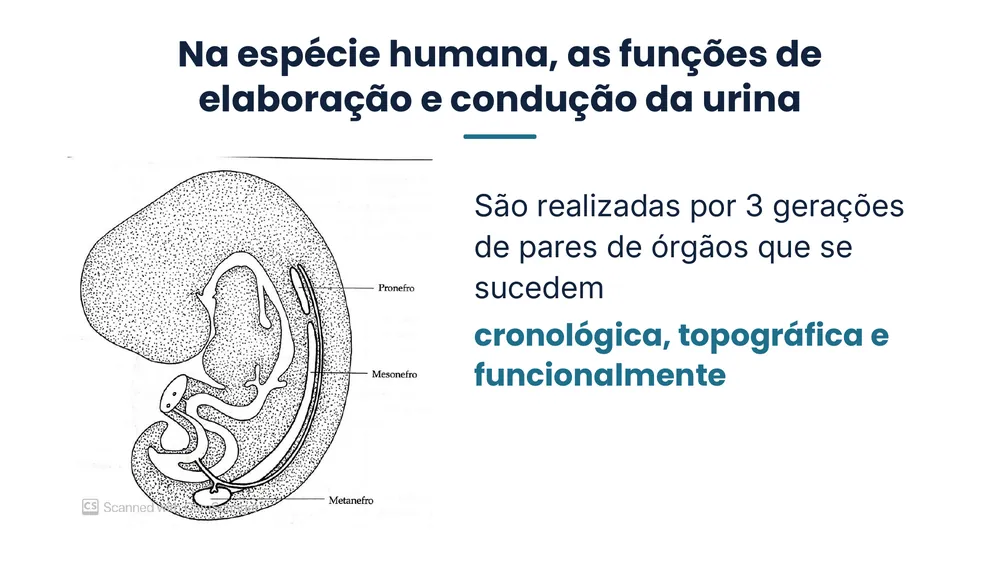 Na espécie humana, as funções de
elaboração e condução da urina
São realizadas por 3 gerações
de pares de órgãos que se
sucedem
cronológica, topográfica e
funcionalmente
Pronefro
Mesonefro
Metanefro
CS Scanned